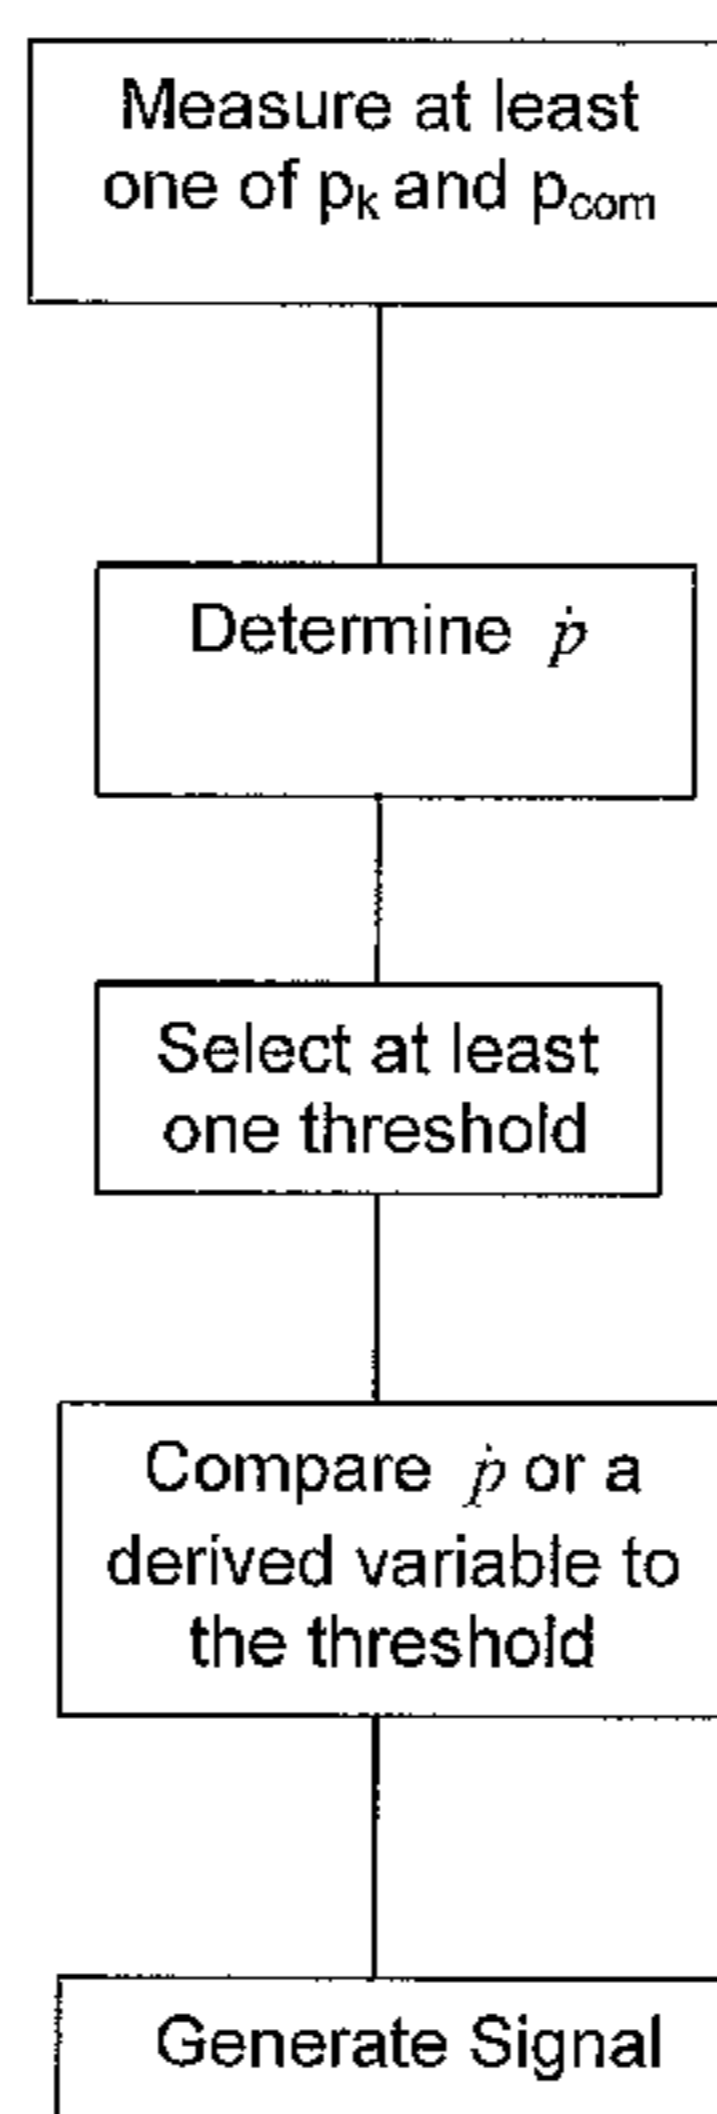 Measure at least
one of pk and pcom
Determine ṗ
Select at least
one threshold
Compare ṗ or a
derived variable to
the threshold
Generate Signal